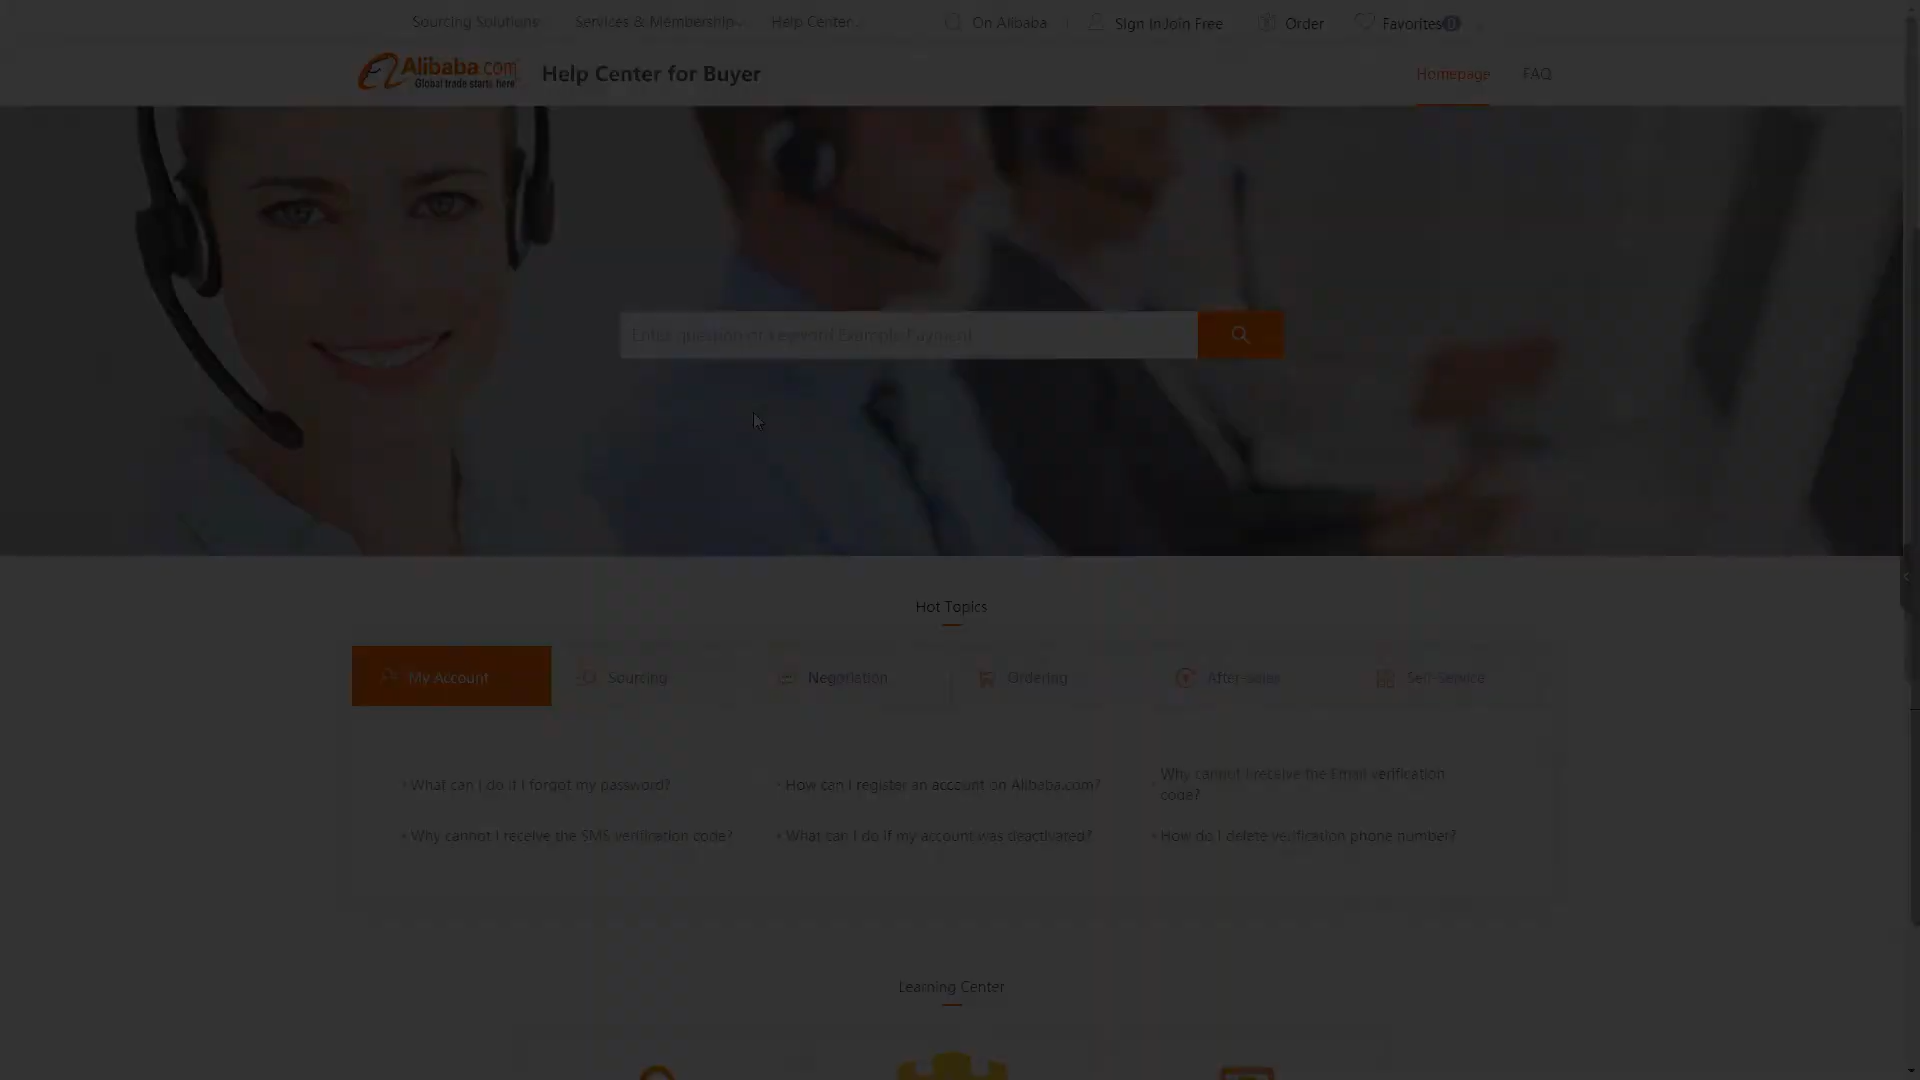 Sourcing Solutions
Services & Membership
Help Center
On Alibaba
Sign In
Join Free
Order
Favorites
0
Alibaba.com
Global trade starts here
Help Center for Buyer
Homepage
FAQ
Enter question or keyword Example Payment
Hot Topics
My Account
Sourcing
Negotiation
Ordering
After-sales
Self-Service
What can I do if I forgot my password?
How can I register an account on Alibaba.com?
Why cannot I receive the Email verification
code?
Why cannot I receive the SMS verification code?
What can I do if my account was deactivated?
How do I delete verification phone number?
Learning Center